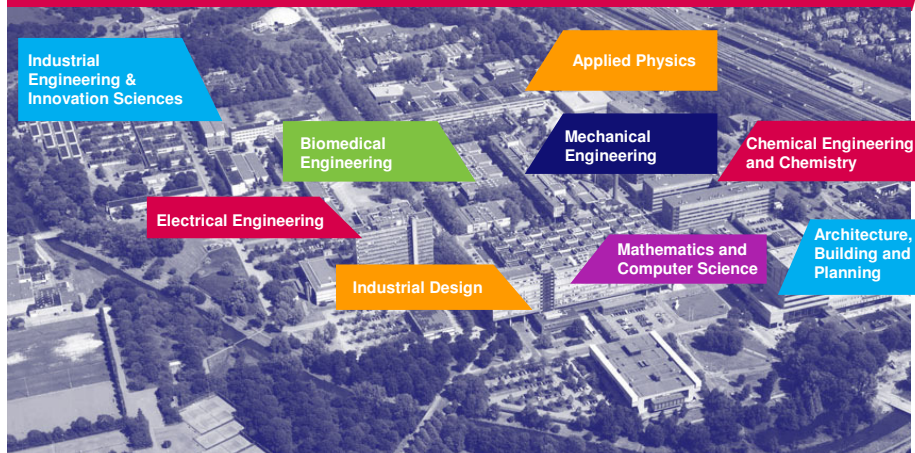 Industrial
Engineering &
Innovation Sciences
Applied Physics
Biomedical
Engineering
Mechanical
Engineering
Chemical Engineering
and Chemistry
Electrical Engineering
Mathematics and
Computer Science
Architecture,
Building and
Planning
Industrial Design